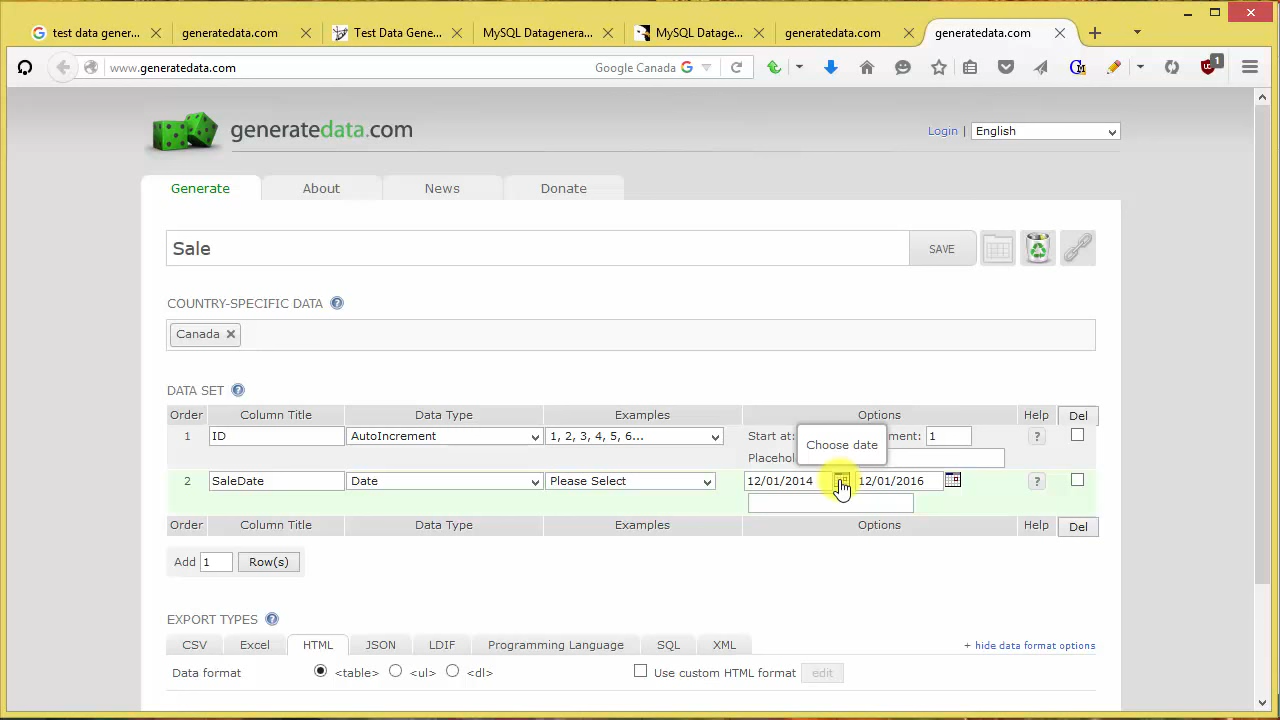 test data gener...
generatedata.com
Test Data Gene...
MySQL Datagenera...
MySQL Datage...
generatedata.com
generatedata.com
www.generatedata.com
Google Canada
1
generatedata.com
Login | English
Generate
About
News
Donate
Sale
SAVE
COUNTRY-SPECIFIC DATA ?
Canada
DATA SET ?
Order Column Title Data Type Examples Options Help Del
1 ID AutoIncrement 1, 2, 3, 4, 5, 6... Start at: ment: 1 ?
Placehol
Choose date
2 SaleDate Date Please Select 12/01/2014 12/01/2016 ?
Order Column Title Data Type Examples Options Help Del
Add 1 Row(s)
EXPORT TYPES ?
CSV Excel HTML JSON LDIF Programming Language SQL XML + hide data format options
Data format <table> <ul> <dl> Use custom HTML format edit